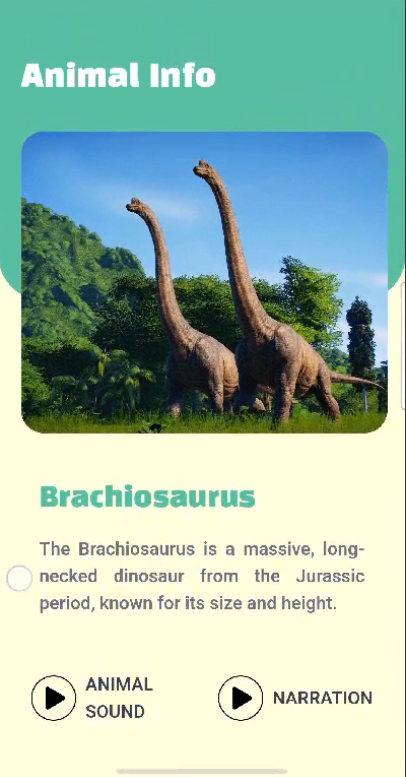 Animal Info
Brachiosaurus
The Brachiosaurus is a massive, long-
necked dinosaur from the Jurassic
period, known for its size and height.
ANIMAL
SOUND
NARRATION